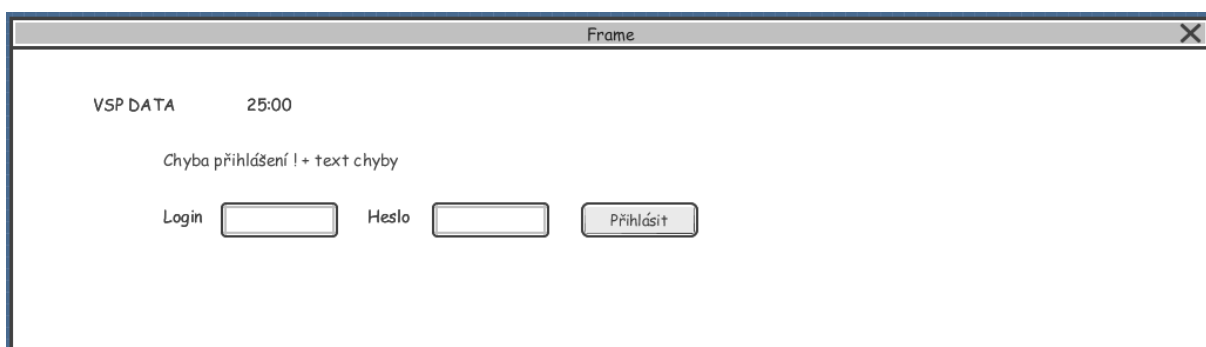 Frame
VSP DATA 25:00
Chyba přihlášení ! + text chyby
Login Heslo Přihlásit